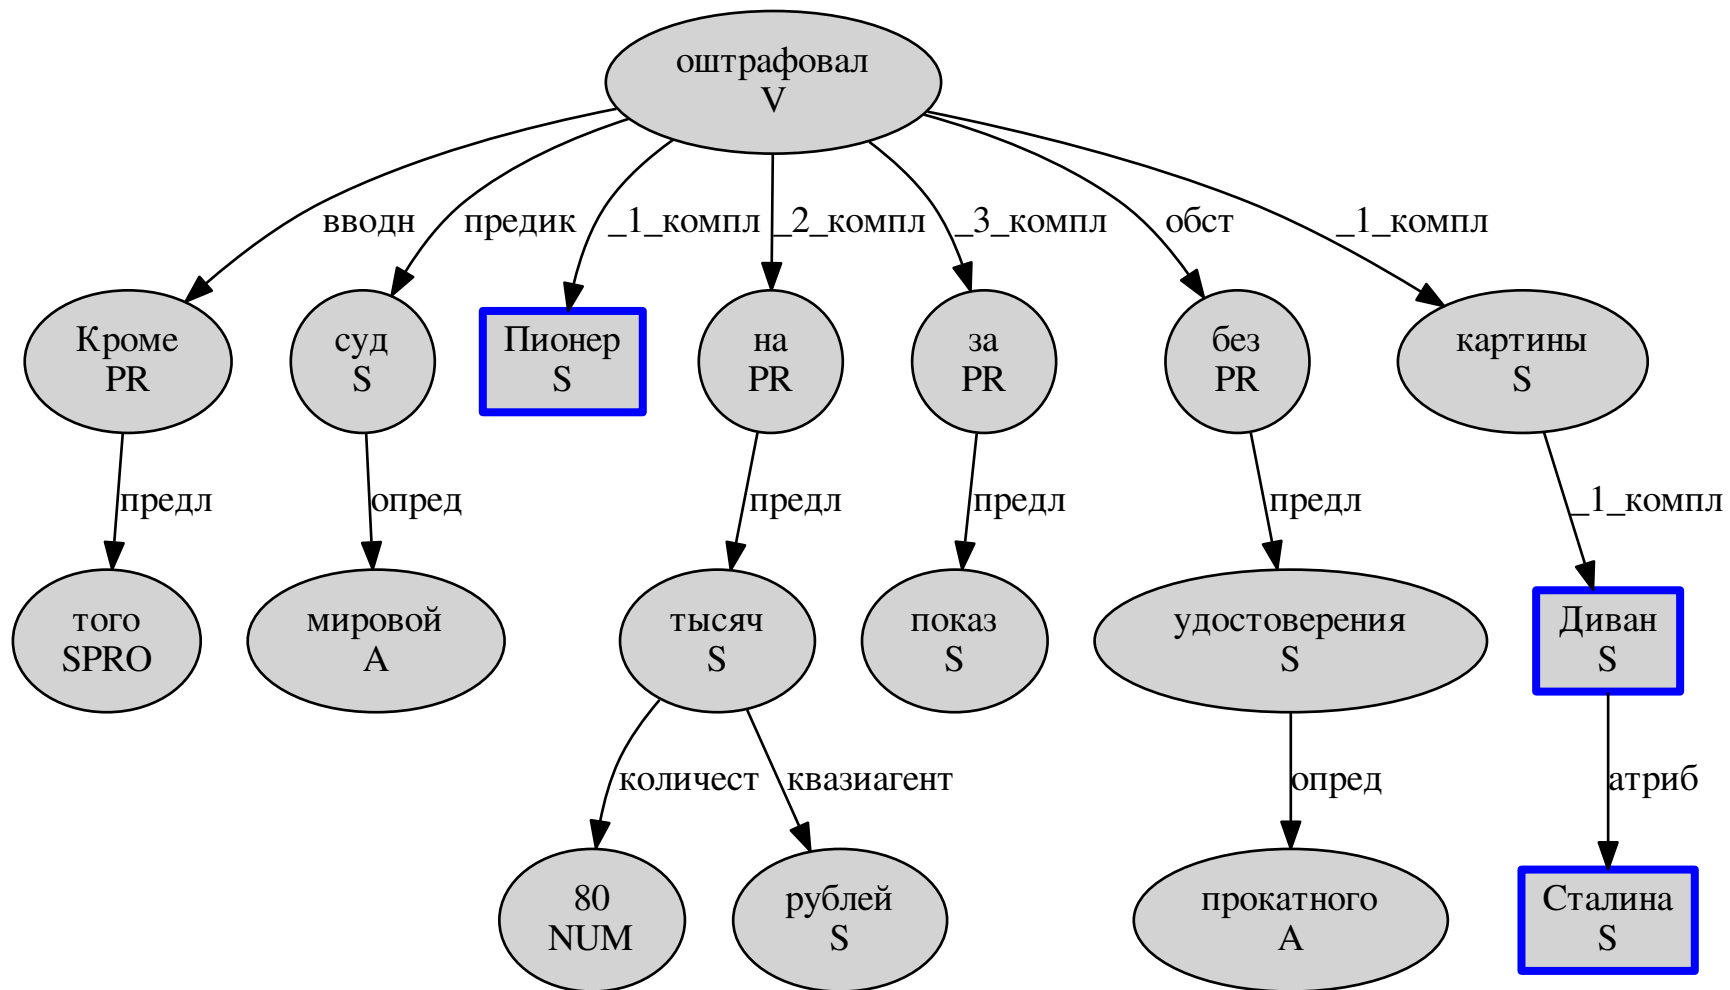 оштрафовал
V
вводн
предик
_1_компл
_2_компл
_3_компл
обст
_1_компл
Кроме
PR
суд
S
Пионер
S
на
PR
за
PR
без
PR
картины
S
предл
опред
предл
предл
предл
_1_компл
того
SPRO
мировой
A
тысяч
S
показ
S
удостоверения
S
Диван
S
количест
квазиагент
опред
атриб
80
NUM
рублей
S
прокатного
A
Сталина
S